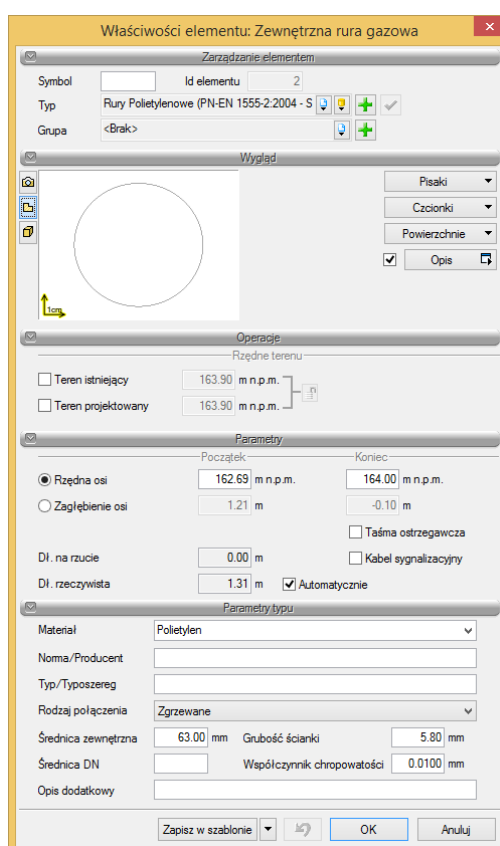 Właściwości elementu: Zewnętrzna rura gazowa
Zarządzanie elementem
Symbol Id elementu 2
Typ Rury Polietylenowe (PN-EN 1555-2:2004 - S
Grupa <Brak>
Wygląd
Pisaki
Czcionki
Powierzchnie
Opis
1cm
Operacje
Rzędne terenu
Teren istniejący 163.90 m n.p.m.
Teren projektowany 163.90 m n.p.m.
Parametry
Początek Koniec
Rzędna osi 162.69 m n.p.m. 164.00 m n.p.m.
Zagłębienie osi 1.21 m -0.10 m
Taśma ostrzegawcza
Dł. na rzucie 0.00 m Kabel sygnalizacyjny
Dł. rzeczywista 1.31 m Automatycznie
Parametry typu
Materiał Polietylen
Norma/Producent
Typ/Typoszereg
Rodzaj połączenia Zgrzewane
Średnica zewnętrzna 63.00 mm Grubość ścianki 5.80 mm
Średnica DN Współczynnik chropowatości 0.0100 mm
Opis dodatkowy
Zapisz w szablonie OK Anuluj